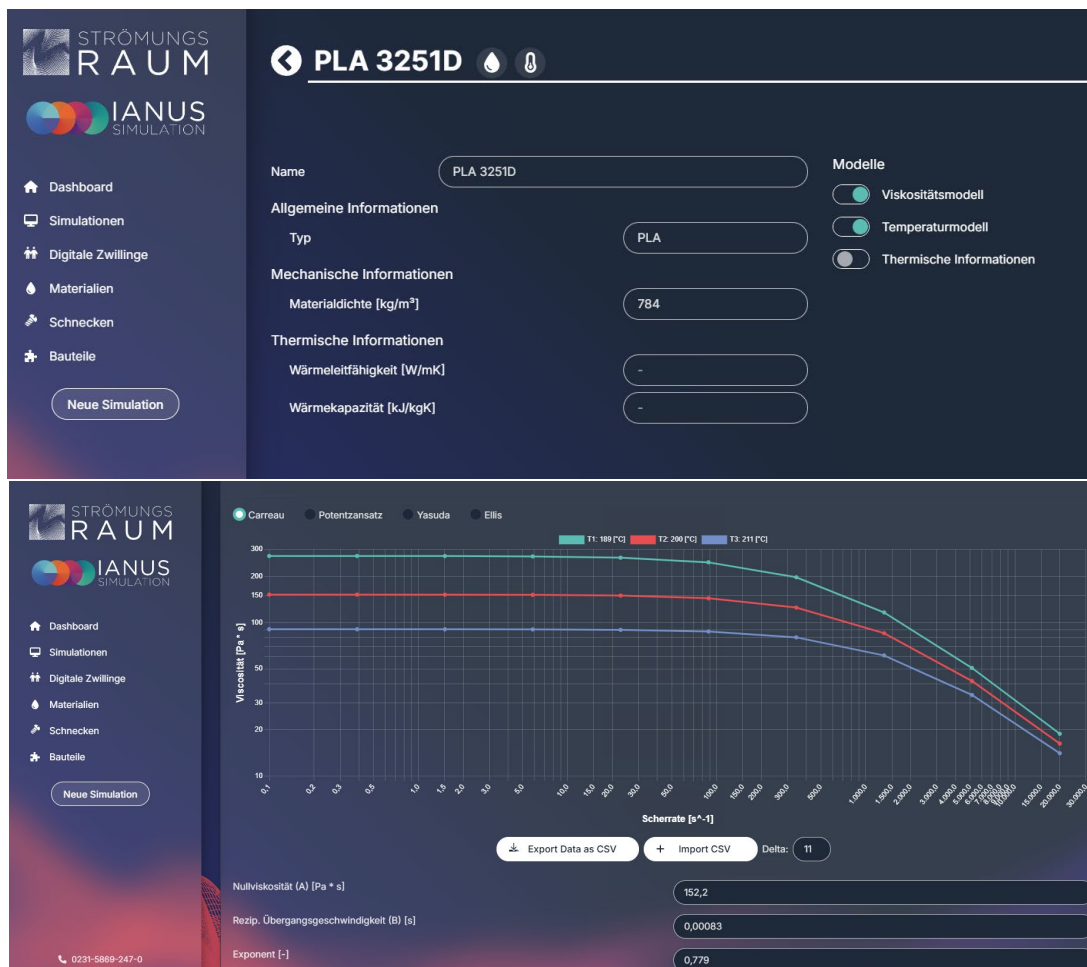 STRÖMUNGS
RAUM
IANUS
SIMULATION
Dashboard
Simulationen
Digitale Zwillinge
Materialien
Schnecken
Bauteile
Neue Simulation
PLA 3251D
Name
PLA 3251D
Allgemeine Informationen
Typ
PLA
Mechanische Informationen
Materialdichte [kg/m³]
784
Thermische Informationen
Wärmeleitfähigkeit [W/mK]
-
Wärmekapazität [kJ/kgK]
-
Modelle
Viskositätsmodell
Temperaturmodell
Thermische Informationen
STRÖMUNGS
RAUM
IANUS
SIMULATION
Dashboard
Simulationen
Digitale Zwillinge
Materialien
Schnecken
Bauteile
Neue Simulation
0231-5869-247-0
Carreau Potentzansatz Yasuda Ellis
T1: 189 [°C] T2: 200 [°C] T3: 211 [°C]
Viscosität [Pa * s]
300
200
150
100
50
30
20
10
0,1 0,2 0,3 0,5 1,0 1,5 2,0 3,0 5,0 10,0 15,0 20,0 30,0 50,0 100,0 150,0 200,0 300,0 500,0 1.000,0 1.500,0 2.000,0 3.000,0 4.000,0 5.000,0 6.000,0 15.000,0 20.000,0 30.000,0
Scherrate [s^-1]
Export Data as CSV
+ Import CSV
Delta: 11
Nullviskosität (A) [Pa * s]
152,2
Rezip. Übergangsgeschwindigkeit (B) [s]
0,00083
Exponent [-]
0,779